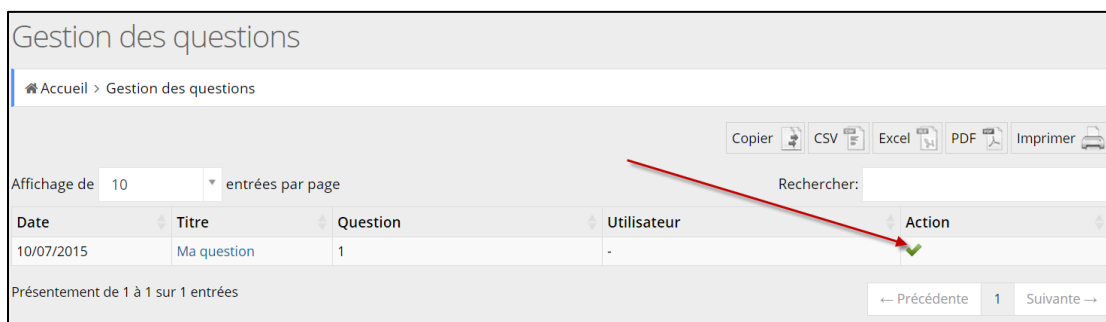 Gestion des questions
Accueil > Gestion des questions
Copier CSV Excel PDF Imprimer
Affichage de 10 entrées par page Rechercher:
Date Titre Question Utilisateur Action
10/07/2015 Ma question 1 -
Présentement de 1 à 1 sur 1 entrées
← Précédente 1 Suivante →